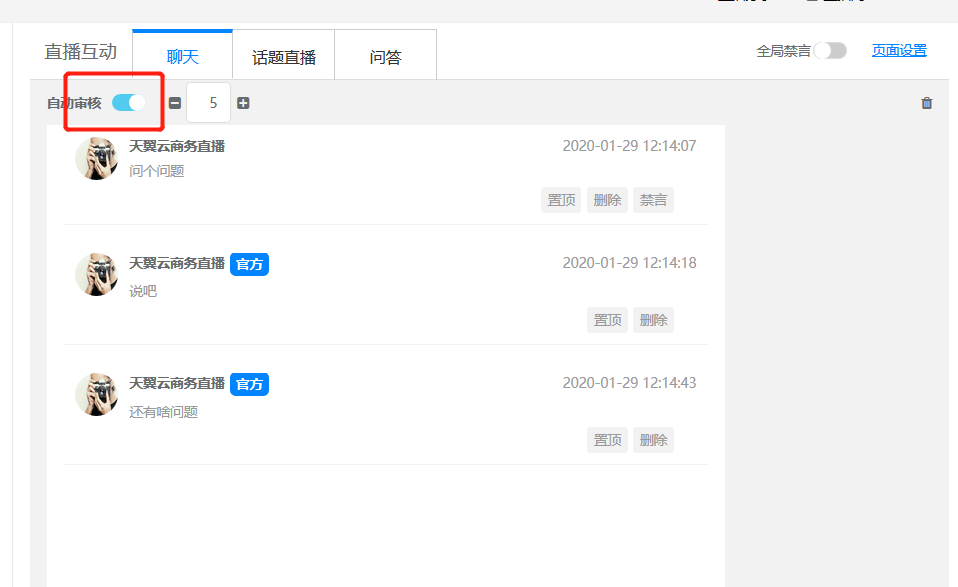 直播互动 聊天 话题直播 问答 全局禁言 页面设置
自动审核 5
天翼云商务直播 2020-01-29 12:14:07
问个问题
置顶 删除 禁言
天翼云商务直播 官方 2020-01-29 12:14:18
说吧
置顶 删除
天翼云商务直播 官方 2020-01-29 12:14:43
还有啥问题
置顶 删除